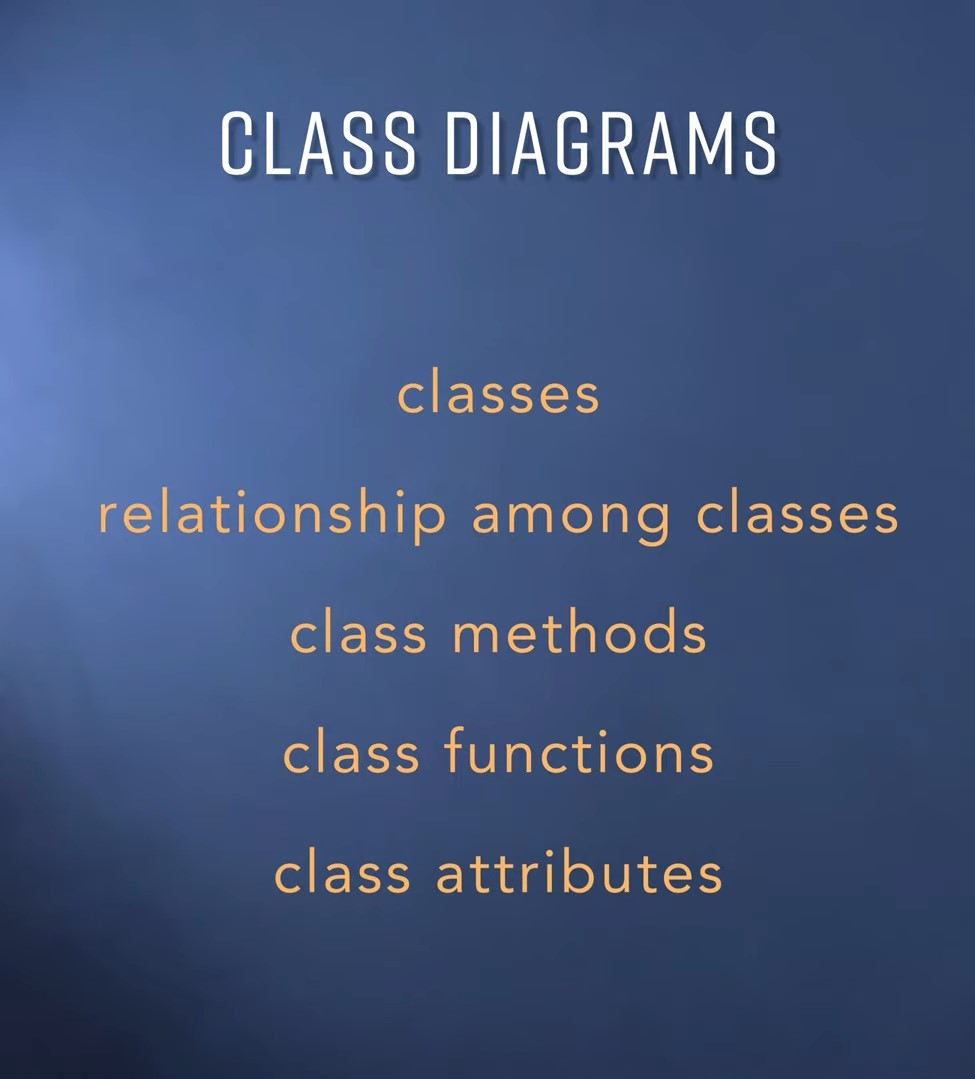 CLASS DIAGRAMS
classes
relationship among classes
class methods
class functions
class attributes